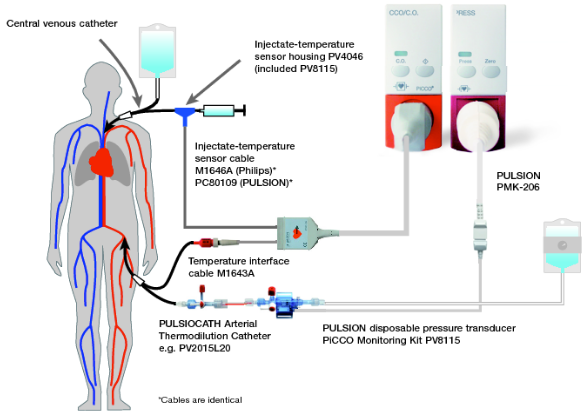 Central venous catheter
Injectate-temperature
sensor housing PV4046
(included PV8115)
CCO/C.O.
PRESS
C.O.
Press
Zero
PiCCO*
Injectate-temperature
sensor cable
M1646A (Philips)*
PC80109 (PULSION)*
PULSION
PMK-206
Temperature interface
cable M1643A
PULSIOCATH Arterial
Thermodilution Catheter
e.g. PV2015L20
PULSION disposable pressure transducer
PiCCO Monitoring Kit PV8115
*Cables are identical